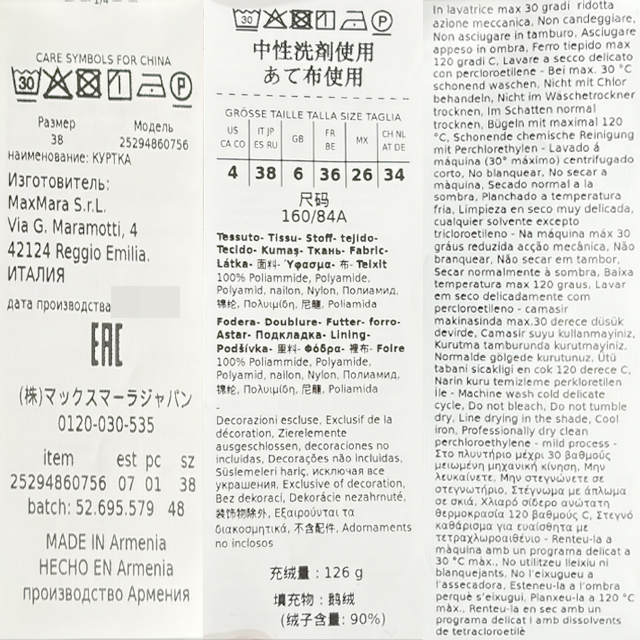 CARE SYMBOLS FOR CHINA
30
P
Размер
38
Модель
25294860756
наименование: КУРТКА
Изготовитель:
MaxMara S.r.L.
Via G. Maramotti, 4
42124 Reggio Emilia.
ИТАЛИЯ
дата производства
EAC
(株)マックスマーラジャパン
0120-030-535
item est pc sz
25294860756 07 01 38
batch: 52.695.579 48
MADE IN Armenia
HECHO EN Armenia
производство Армения
30
P
中性洗剤使用
あて布使用
GRÖSSE TAILLE TALLA SIZE TAGLIA
US CA CO
IT JP ES RU
GB
FR BE
MX
CH NL AT DE
4 38 6 36 26 34
尺码
160/84A
Tessuto- Tissu- Stoff- tejido-
Tecido- Kumaş- Ткань- Fabric-
Látka- 面料- Ύφασμα- 布- Teixit
100% Poliammide, Polyamide,
Polyamid, nailon, Nylon, Полиамид,
锦纶, Πολυμίδη, 尼龍, Poliamida
Fodera- Doublure- Futter- forro-
Astar- Подкладка- Lining-
Podšívka- 里料- Φόδρα- 裡布- Folre
100% Poliammide, Polyamide,
Polyamid, nailon, Nylon, Полиамид,
锦纶, Πολυμίδη, 尼龍, Poliamida
-
Decorazioni escluse, Exclusif de la
décoration, Zierelemente
ausgeschlossen, decoraciones no
incluidas, Decorações não incluidas,
Süslemeleri hariç, исключая все
украшения, Exclusive of decoration,
Bez dekorací, Dekorácie nezahrnuté,
装饰物除外, Εξαιρούνται τα
διακοσμητικά, 不含配件, Adornaments
no inclosos
充绒量：126 g
填充物：鹅绒
(绒子含量：90%)
In lavatrice max 30 gradi ridotta
azione meccanica, Non candeggiare,
Non asciugare in tamburo, Asciugare
appeso in ombra, Ferro tiepido max
120 gradi C, Lavare a secco delicato
con percloroetilene - Bei max. 30 °C
schonend waschen, Nicht mit Chlor
behandeln, Nicht im Wäschetrockner
trocknen, Im Schatten normal
trocknen, Bügeln mit maximal 120
°C, Schonende chemische Reinigung
mit Perchlorethylen - Lavado á
máquina (30° máximo) centrifugado
corto, No blanquear, No secar a
màquina, Secado normal a la
sombra, Planchado a temperatura
fria, Limpieza en seco muy delicada,
cualquier solvente excepto
tricloroetileno - Na máquina máx 30
gráus reduzida acção mecânica, Não
branquear, Não secar em tambor,
Secar normalmente à sombra, Baixa
temperatura max 120 graus, Lavar
em seco delicadamente com
percloroetileno - camasir
makinasinda max.30 derece düsük
devirde, Camasir suyu kullanmayiniz,
Kurutma tamburunda kurutmayiniz,
Normalde gölgede kurutunuz, Ütü
tabani sicakligi en cok 120 derece C,
Narin kuru temizleme perkloretilen
İle - Machine wash cold delicate
cycle, Do not bleach, Do not tumble
dry, Line drying in the shade, Cool
iron, Professionally dry clean
perchloroethylene - mild process -
Στο πλυντήριο μέχρι 30 βαθμούς
μειωμένη μηχανική κίνηση, Μην
λευκαίνετε, Μην στεγνώνετε σε
στεγνωτήριο, Στέγνωμα με άπλωμα
σε σκιά, Χλιαρό σίδερο ανώτατη
θερμοκρασία 120 βαθμούς C, Στεγνό
καθάρισμα για ευαίσθητα με
τετραχλωροαιθένιο - Renteu-la a
màquina amb un programa delicat a
30 °C màx., No utilitzeu lleixiu ni
blanquejants, No l'eixugueu a
l'assecadora, Esteneu-la a l'ombra
perquè s'eixugui, Planxeu-la a 120 °C
màx., Renteu-la en sec amb un
programa delicat i amb dissolvents
de tetracloroetilè